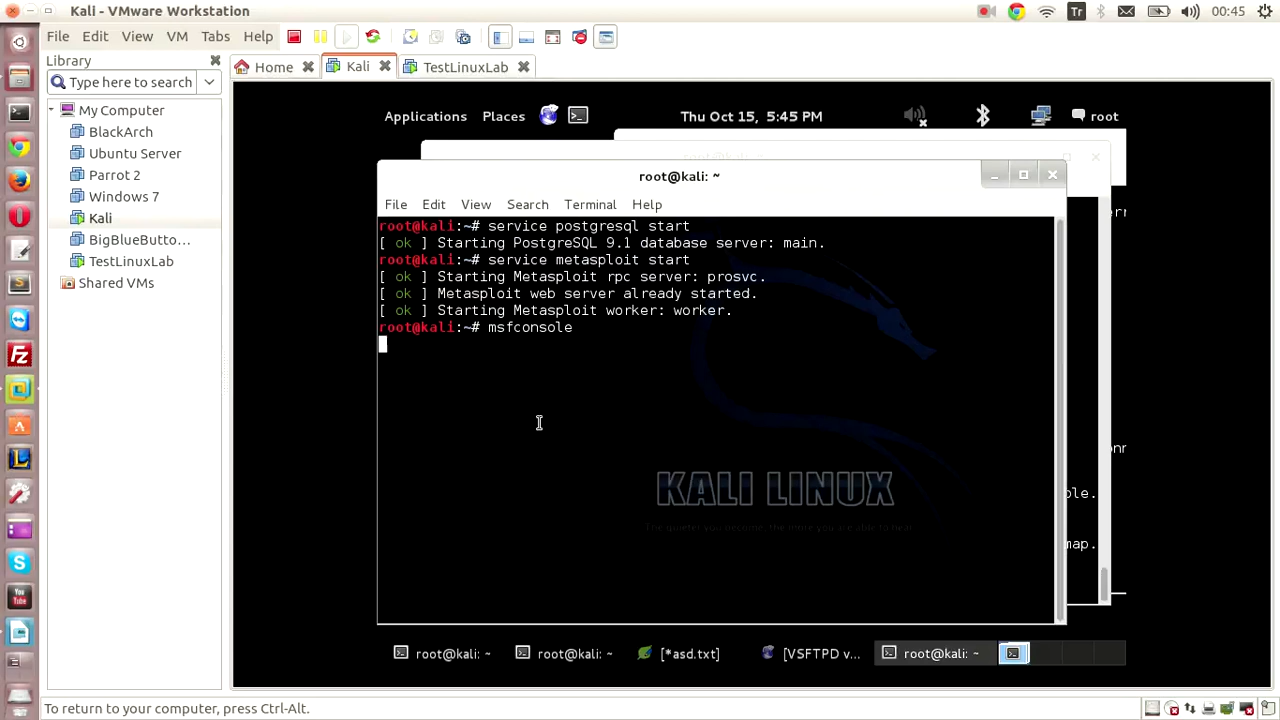 Kali - VMware Workstation
Tr
00:45
File Edit View VM Tabs Help
Library
Type here to search
Home
Kali
TestLinuxLab
My Computer
BlackArch
Ubuntu Server
Parrot 2
Windows 7
Kali
BigBlueButto...
TestLinuxLab
Shared VMs
Applications Places
Thu Oct 15, 5:45 PM
root
root@kali: ~
File Edit View Search Terminal Help
root@kali:~# service postgresql start
[ ok ] Starting PostgreSQL 9.1 database server: main.
root@kali:~# service metasploit start
[ ok ] Starting Metasploit rpc server: prosvc.
[ ok ] Metasploit web server already started.
[ ok ] Starting Metasploit worker: worker.
root@kali:~# msfconsole
KALI LINUX
ple.
map.
root@kali: ~
root@kali: ~
[*asd.txt]
[VSFTPD v...
root@kali: ~
You Tube
To return to your computer, press Ctrl-Alt.